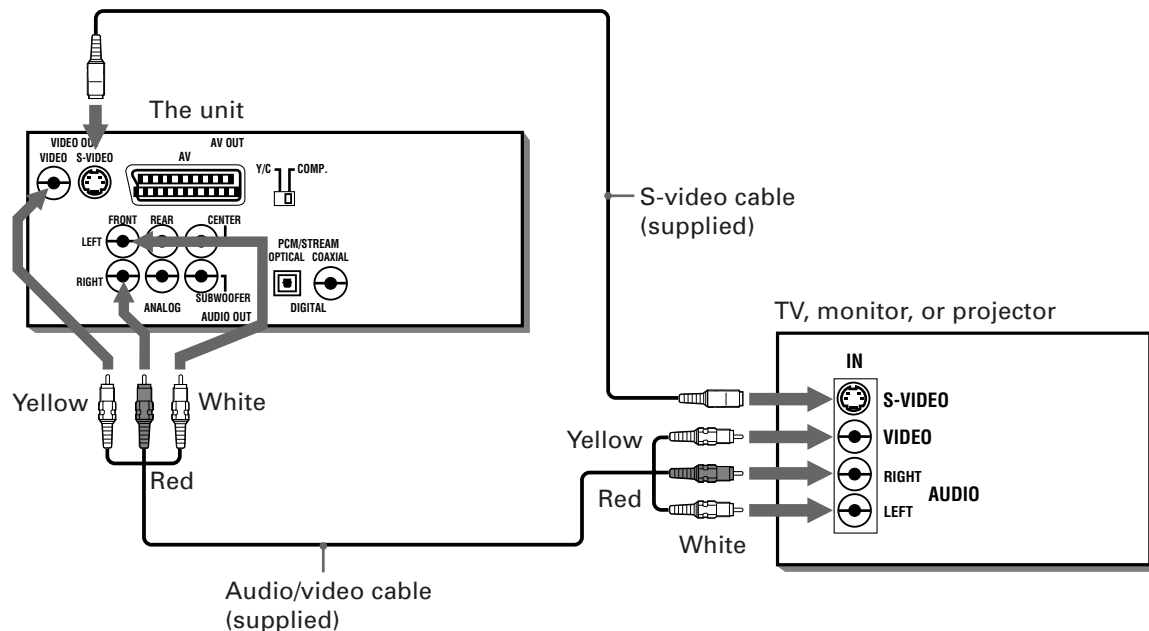 The unit
VIDEO OUT
AV OUT
VIDEO S-VIDEO
AV
Y/C
COMP.
FRONT
REAR
CENTER
LEFT
PCM/STREAM
OPTICAL COAXIAL
RIGHT
SUBWOOFER
ANALOG
DIGITAL
AUDIO OUT
S-video cable
(supplied)
TV, monitor, or projector
IN
S-VIDEO
VIDEO
RIGHT
AUDIO
LEFT
Yellow
White
Red
Yellow
Red
White
Audio/video cable
(supplied)